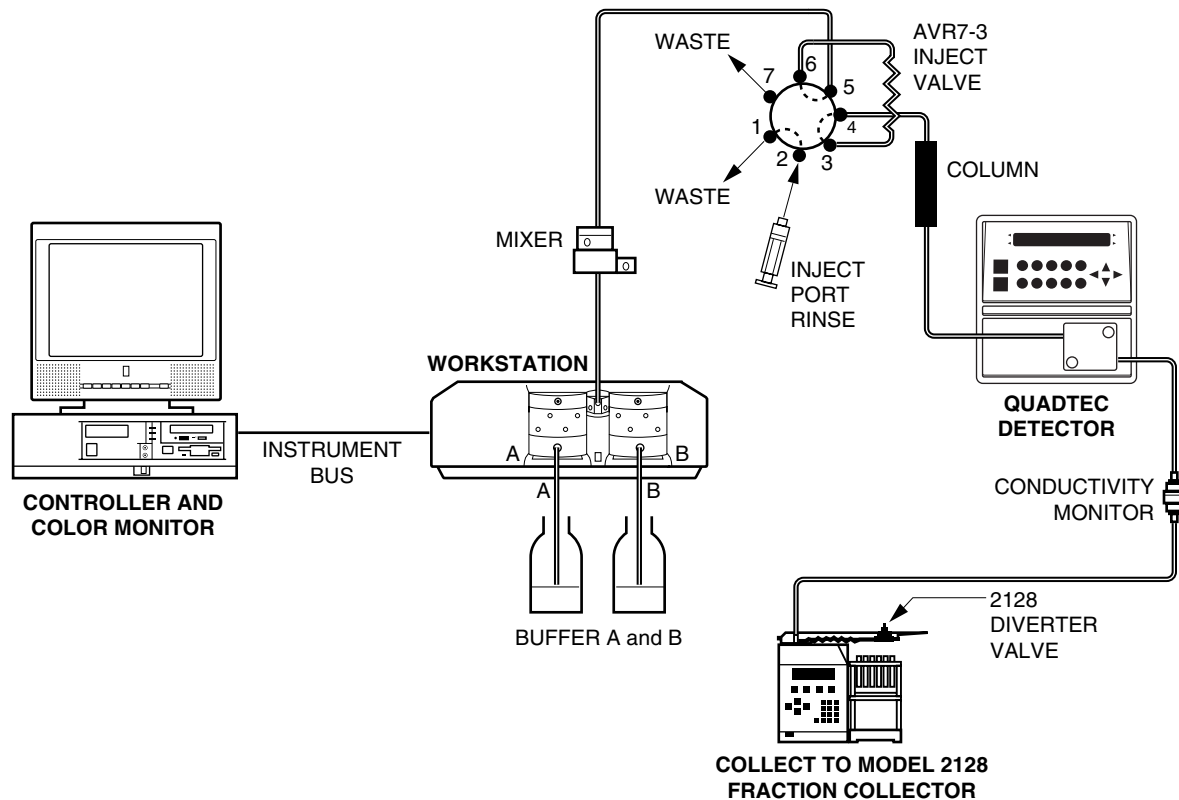 WASTE
AVR7-3
INJECT
VALVE
6
7
5
1
4
2
3
WASTE
COLUMN
MIXER
INJECT
PORT
RINSE
WORKSTATION
A
B
INSTRUMENT
BUS
A
B
QUADTEC
DETECTOR
CONTROLLER AND
COLOR MONITOR
CONDUCTIVITY
MONITOR
BUFFER A and B
2128
DIVERTER
VALVE
COLLECT TO MODEL 2128
FRACTION COLLECTOR